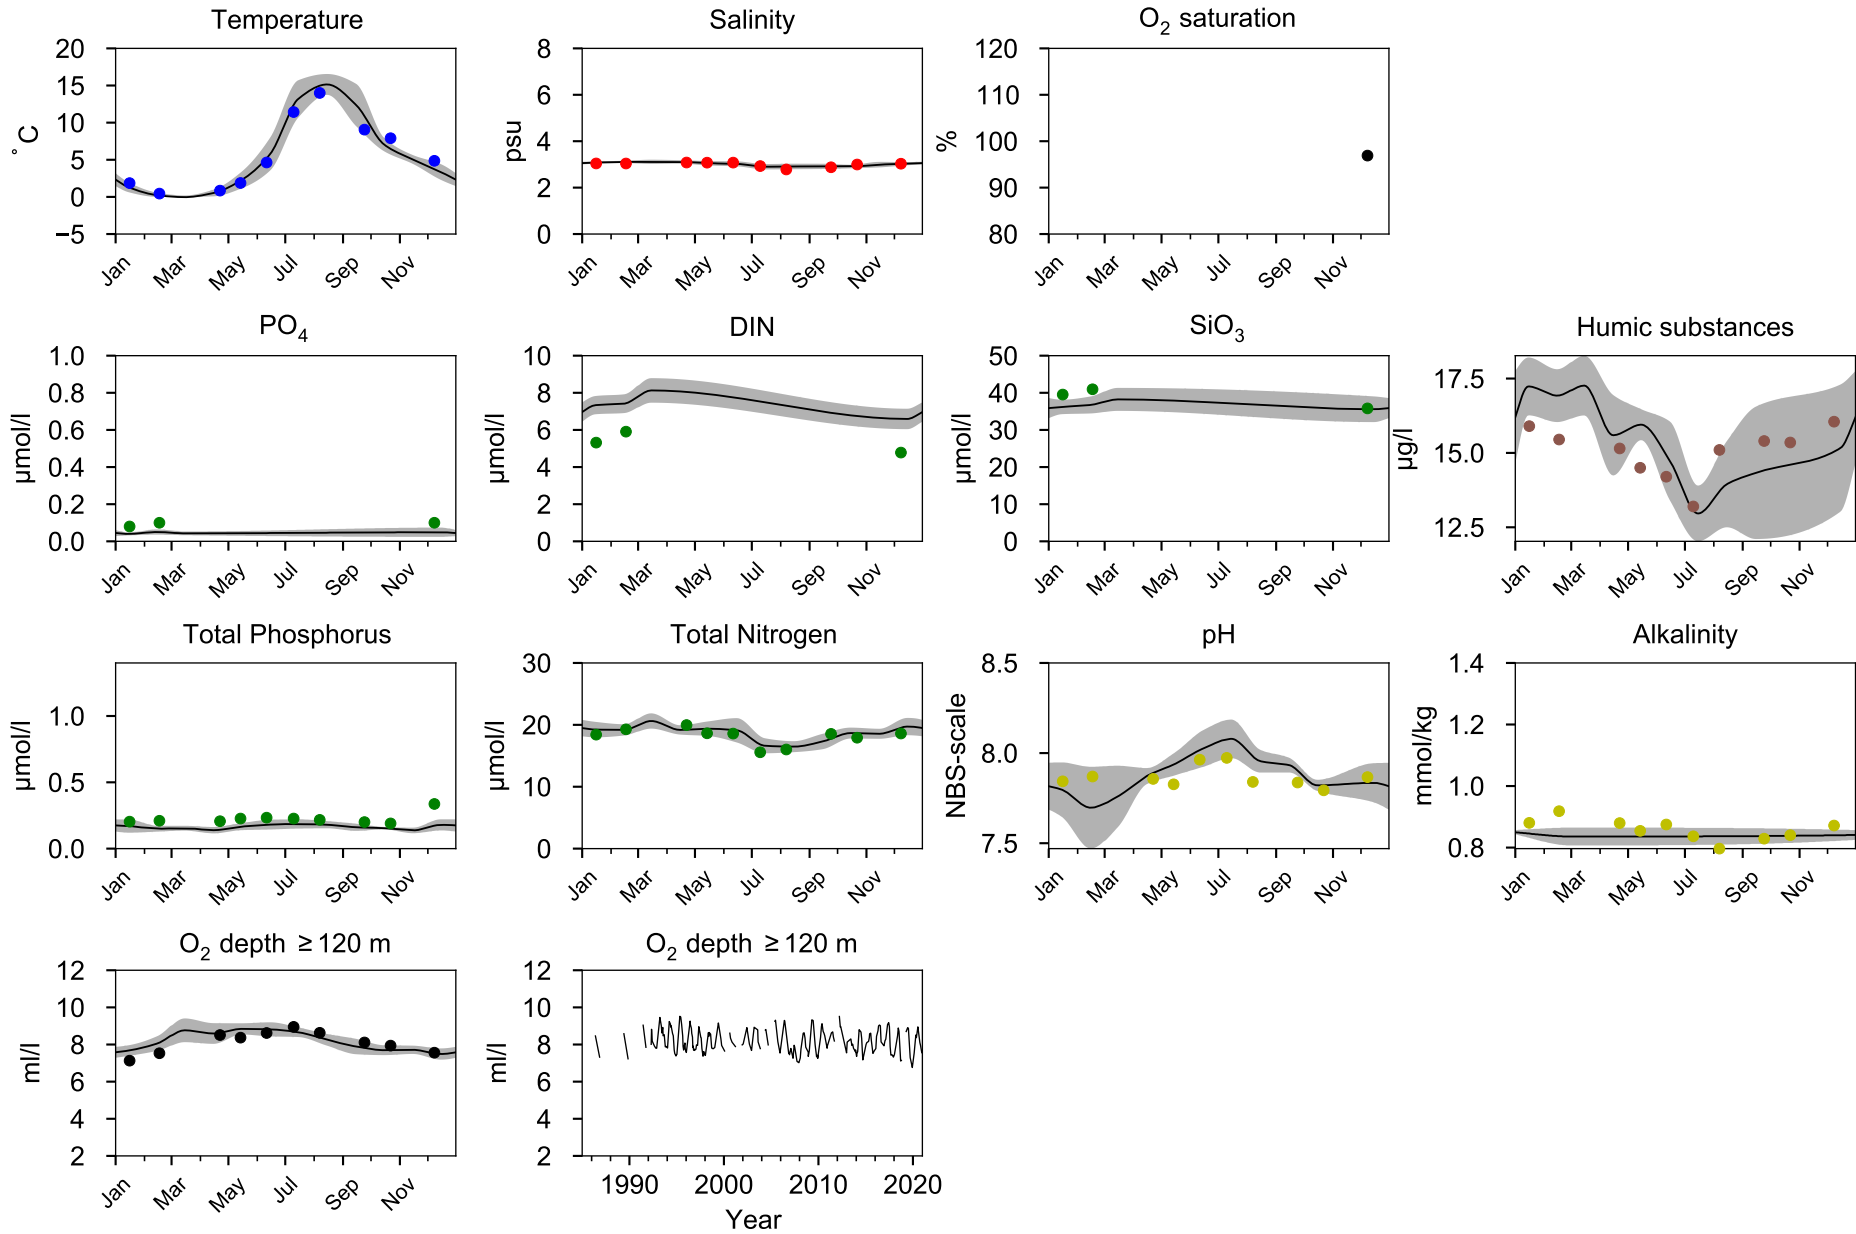 Temperature
20
15
10
5
0
−5
° C
Jan Mar May Jul Sep Nov
Salinity
8
6
4
2
0
psu
Jan Mar May Jul Sep Nov
O2 saturation
120
110
100
90
80
%
Jan Mar May Jul Sep Nov
PO4
1.0
0.8
0.6
0.4
0.2
0.0
µmol/l
Jan Mar May Jul Sep Nov
DIN
10
8
6
4
2
0
µmol/l
Jan Mar May Jul Sep Nov
SiO3
50
40
30
20
10
0
µmol/l
Jan Mar May Jul Sep Nov
Humic substances
17.5
15.0
12.5
µg/l
Jan Mar May Jul Sep Nov
Total Phosphorus
1.0
0.5
0.0
µmol/l
Jan Mar May Jul Sep Nov
Total Nitrogen
30
20
10
0
µmol/l
Jan Mar May Jul Sep Nov
pH
8.5
8.0
7.5
NBS-scale
Jan Mar May Jul Sep Nov
Alkalinity
1.4
1.2
1.0
0.8
mmol/kg
Jan Mar May Jul Sep Nov
O2 depth ≥ 120 m
12
10
8
6
4
2
ml/l
Jan Mar May Jul Sep Nov
O2 depth ≥ 120 m
12
10
8
6
4
2
ml/l
1990 2000 2010 2020
Year